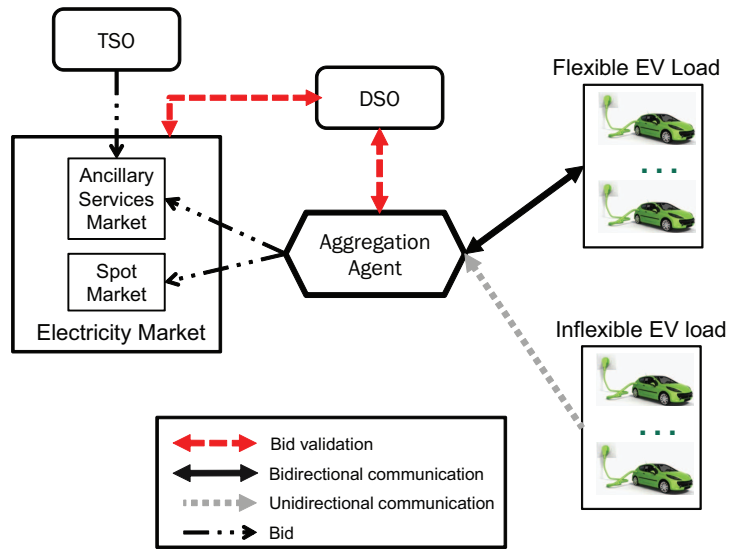 TSO
DSO
Flexible EV Load
Ancillary
Services
Market
Spot
Market
Electricity Market
Aggregation
Agent
Inflexible EV load
Bid validation
Bidirectional communication
Unidirectional communication
Bid